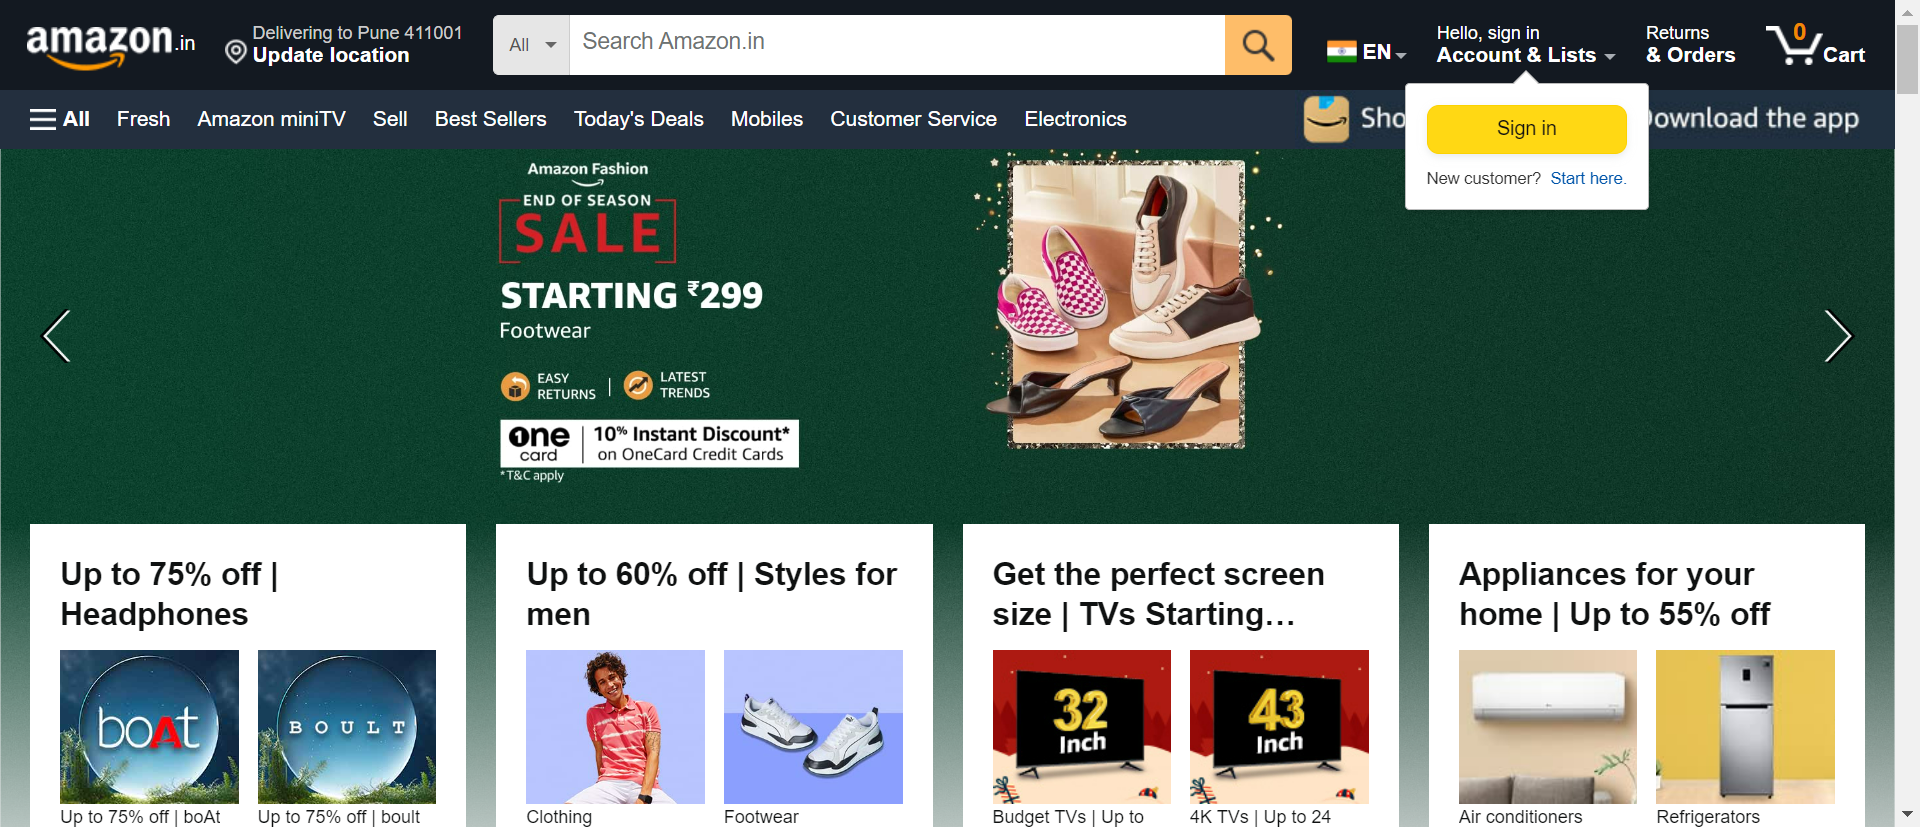 amazon.in
Delivering to Pune 411001
Update location
All
Search Amazon.in
EN
Hello, sign in
Account & Lists
Returns
& Orders
0
Cart
All
Fresh
Amazon miniTV
Sell
Best Sellers
Today's Deals
Mobiles
Customer Service
Electronics
Sho
ownload the app
Sign in
New customer? Start here.
Amazon Fashion
END OF SEASON
SALE
STARTING ₹299
Footwear
EASY
RETURNS
LATEST
TRENDS
one
card
10% Instant Discount*
on OneCard Credit Cards
*T&C apply
Up to 75% off |
Headphones
boAt
BOULT
Up to 75% off | boAt
Up to 75% off | boult
Up to 60% off | Styles for
men
Clothing
Footwear
Get the perfect screen
size | TVs Starting…
32
Inch
43
Inch
Budget TVs | Up to
4K TVs | Up to 24
Appliances for your
home | Up to 55% off
Air conditioners
Refrigerators